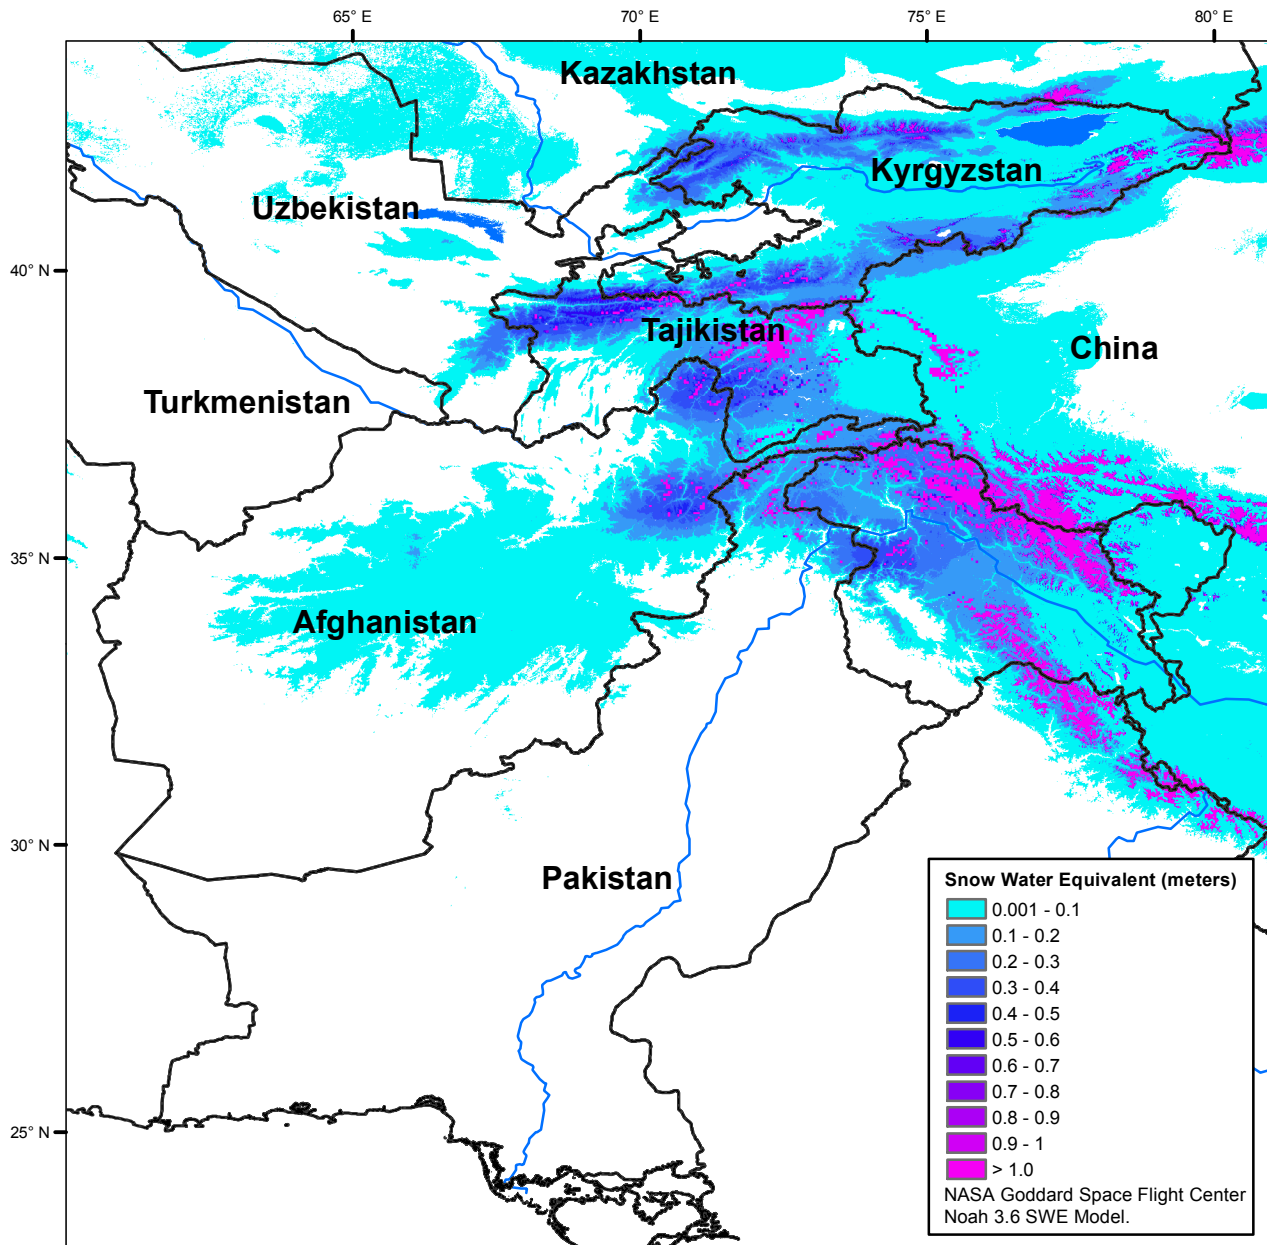 65° E
70° E
75° E
80° E
Kazakhstan
Kyrgyzstan
Uzbekistan
40° N
Tajikistan
China
Turkmenistan
35° N
Afghanistan
30° N
Pakistan
25° N
Snow Water Equivalent (meters)
0.001 - 0.1
0.1 - 0.2
0.2 - 0.3
0.3 - 0.4
0.4 - 0.5
0.5 - 0.6
0.6 - 0.7
0.7 - 0.8
0.8 - 0.9
0.9 - 1
> 1.0
NASA Goddard Space Flight Center
Noah 3.6 SWE Model.